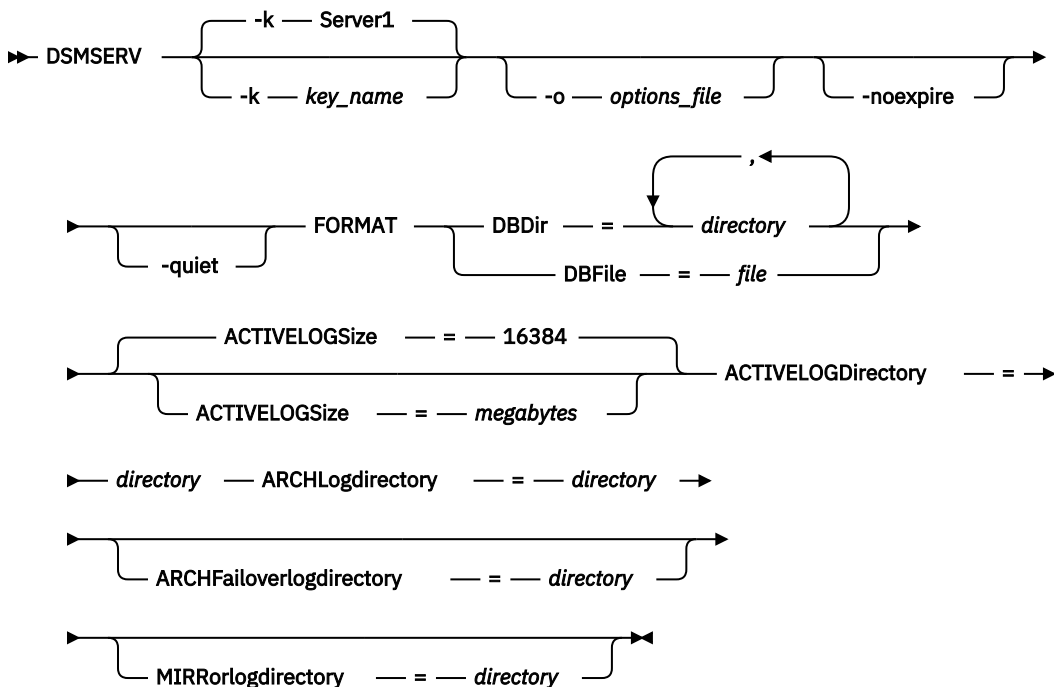 -k Server1
DSMSERV
-k key_name
-o options_file
-noexpire
,
FORMAT DBDir = directory
-quiet
DBFile = file
ACTIVELOGSize = 16384
ACTIVELOGDirectory =
ACTIVELOGSize = megabytes
directory ARCHLogdirectory = directory
ARCHFailoverlogdirectory = directory
MIRRorlogdirectory = directory